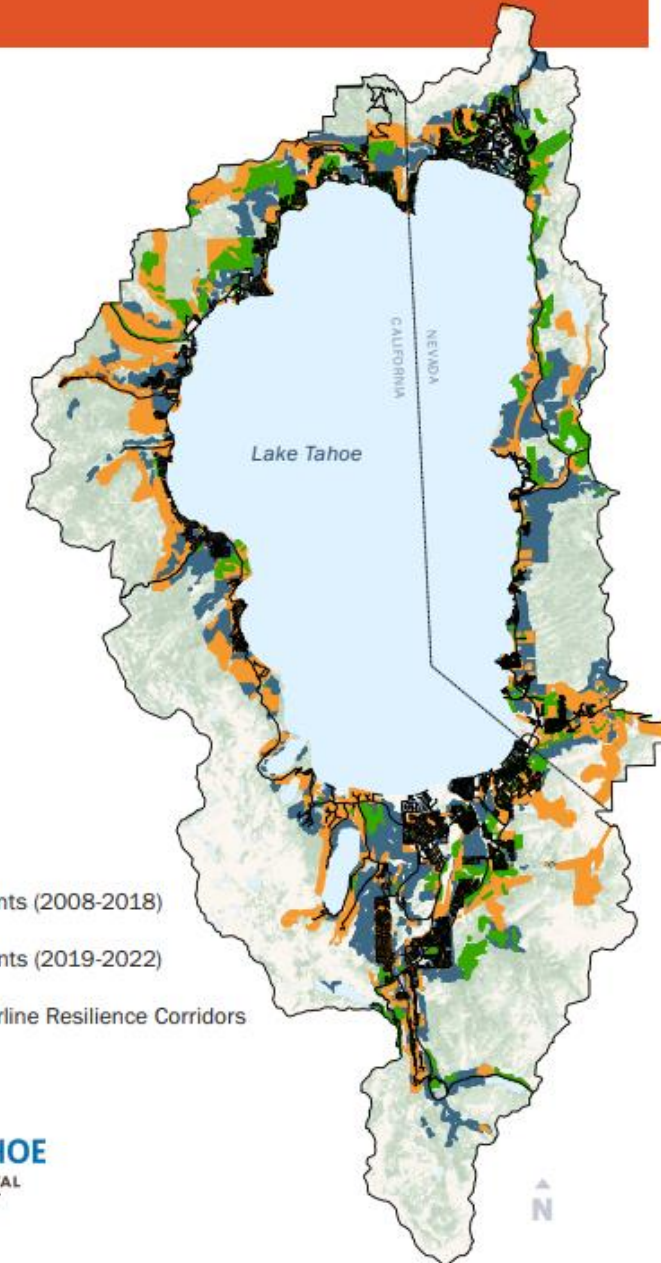 CALIFORNIA
NEVADA
Lake Tahoe
nts (2008-2018)
nts (2019-2022)
rline Resilience Corridors
HOE
AL
N